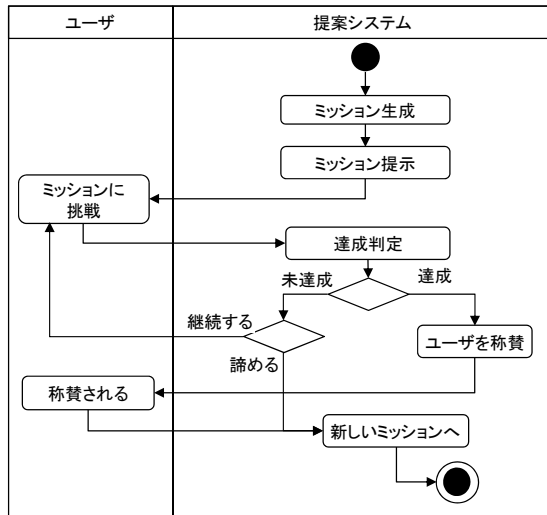 ユーザ
提案システム
ミッション生成
ミッション提示
ミッションに
挑戦
達成判定
未達成
達成
継続する
ユーザを称賛
諦める
称賛される
新しいミッションへ